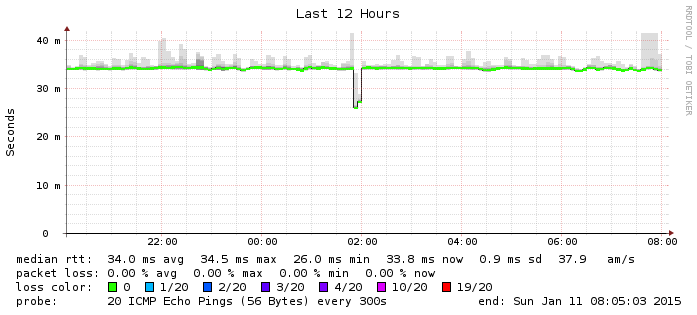 Last 12 Hours
RRDTOOL / TOBI OETIKER
Seconds
40 m
30 m
20 m
10 m
0
22:00 00:00 02:00 04:00 06:00 08:00
median rtt: 34.0 ms avg 34.5 ms max 26.0 ms min 33.8 ms now 0.9 ms sd 37.9 am/s
packet loss: 0.00 % avg 0.00 % max 0.00 % min 0.00 % now
loss color: 0 1/20 2/20 3/20 4/20 10/20 19/20
probe: 20 ICMP Echo Pings (56 Bytes) every 300s end: Sun Jan 11 08:05:03 2015